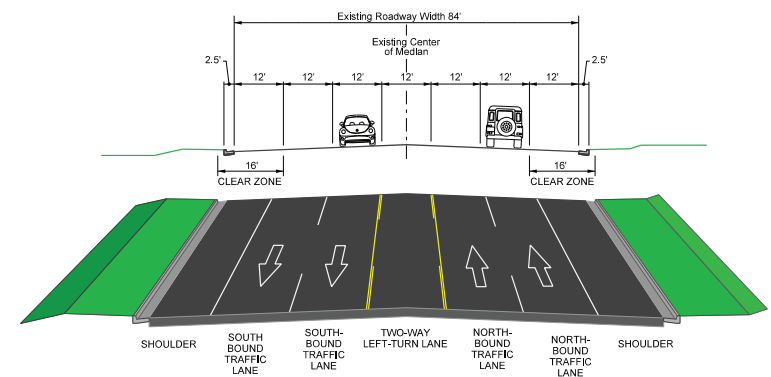 Existing Roadway Width 84'
Existing Center
of Median
2.5'
12'
12'
12'
12'
12'
12'
12'
2.5'
16'
CLEAR ZONE
16'
CLEAR ZONE
SHOULDER
SOUTH
BOUND
TRAFFIC
LANE
SOUTH-
BOUND
TRAFFIC
LANE
TWO-WAY
LEFT-TURN LANE
NORTH-
BOUND
TRAFFIC
LANE
NORTH-
BOUND
TRAFFIC
LANE
SHOULDER